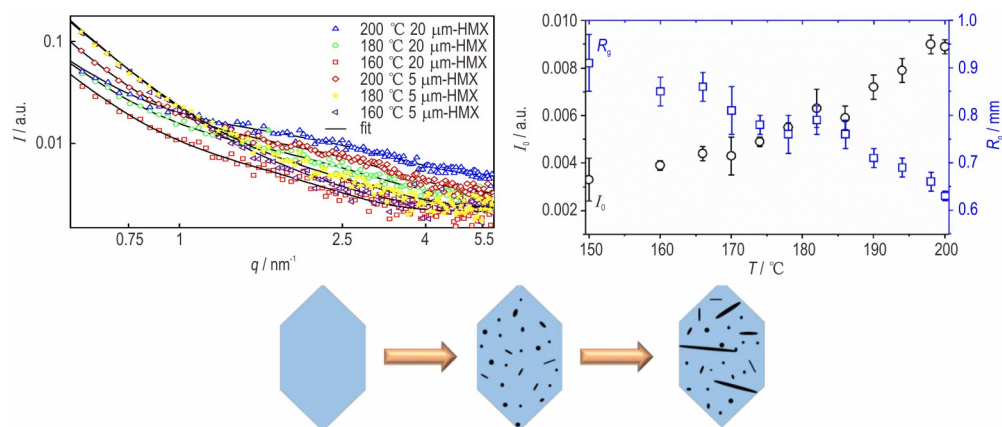 0.1
0.01
I / a.u.
200 ℃ 20 μm-HMX
180 ℃ 20 μm-HMX
160 ℃ 20 μm-HMX
200 ℃ 5 μm-HMX
180 ℃ 5 μm-HMX
160 ℃ 5 μm-HMX
fit
0.75 1 2.5 4 5.5
q / nm⁻¹
0.010
0.008
0.006
0.004
0.002
I₀ / a.u.
Rg
I₀
1.0
0.9
0.8
0.7
0.6
Rg / mm
150 160 170 180 190 200
T / ℃